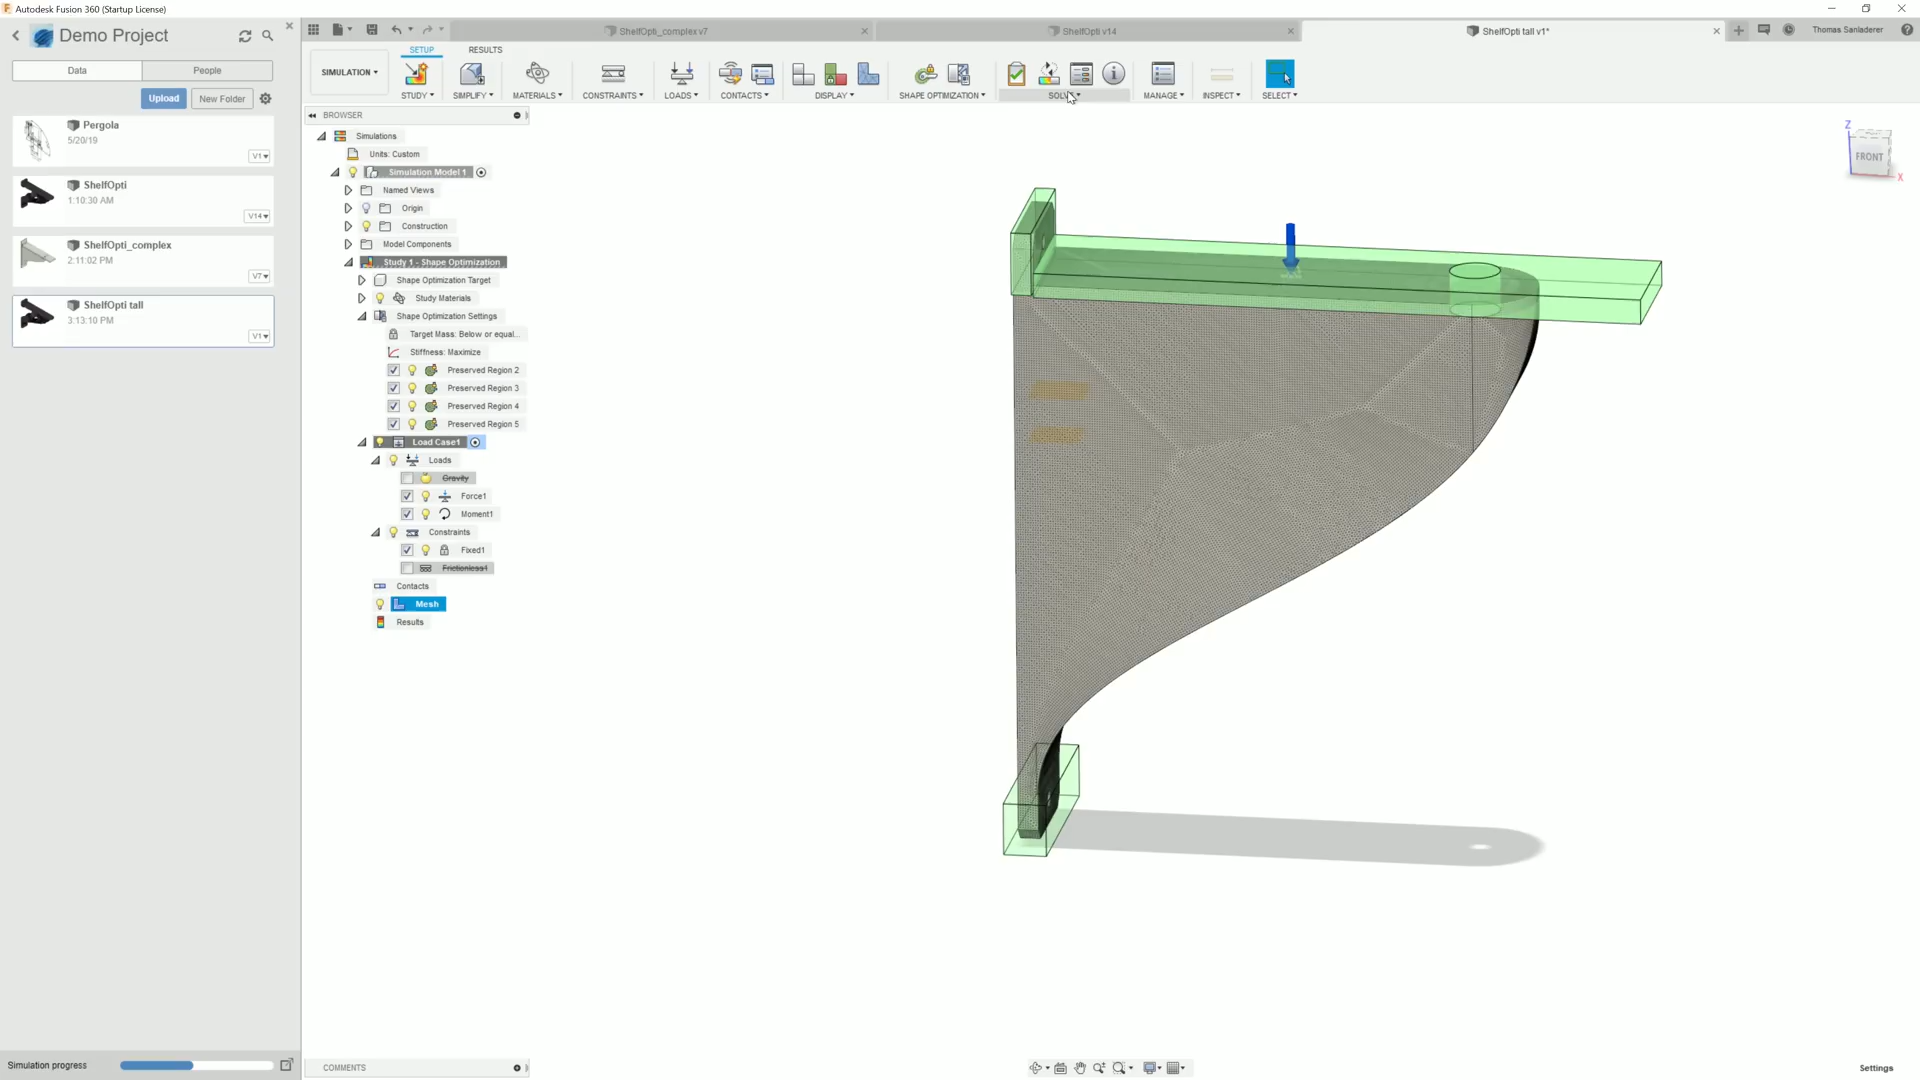 Autodesk Fusion 360 (Startup License)
Demo Project
Data
People
Upload
New Folder
Pergola
5/20/19
V1
ShelfOpti
1:10:30 AM
V14
ShelfOpti_complex
2:11:02 PM
V7
ShelfOpti tall
3:13:10 PM
V1
Simulation progress
ShelfOpti_complex v7
ShelfOpti v14
ShelfOpti tall v1*
Thomas Sanladerer
SETUP
RESULTS
SIMULATION
STUDY
SIMPLIFY
MATERIALS
CONSTRAINTS
LOADS
CONTACTS
DISPLAY
SHAPE OPTIMIZATION
SOLVE
MANAGE
INSPECT
SELECT
BROWSER
Simulations
Units: Custom
Simulation Model 1
Named Views
Origin
Construction
Model Components
Study 1 - Shape Optimization
Shape Optimization Target
Study Materials
Shape Optimization Settings
Target Mass: Below or equal...
Stiffness: Maximize
Preserved Region 2
Preserved Region 3
Preserved Region 4
Preserved Region 5
Load Case1
Loads
Gravity
Force1
Moment1
Constraints
Fixed1
Frictionless1
Contacts
Mesh
Results
FRONT
Z
X
COMMENTS
Settings